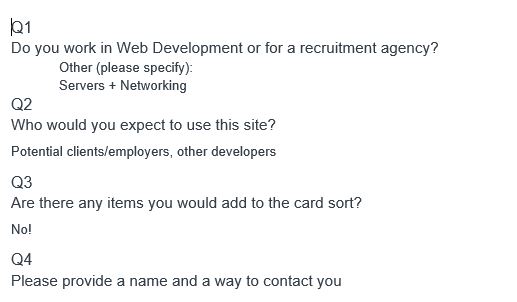 Q1
Do you work in Web Development or for a recruitment agency?
Other (please specify):
Servers + Networking
Q2
Who would you expect to use this site?
Potential clients/employers, other developers
Q3
Are there any items you would add to the card sort?
No!
Q4
Please provide a name and a way to contact you